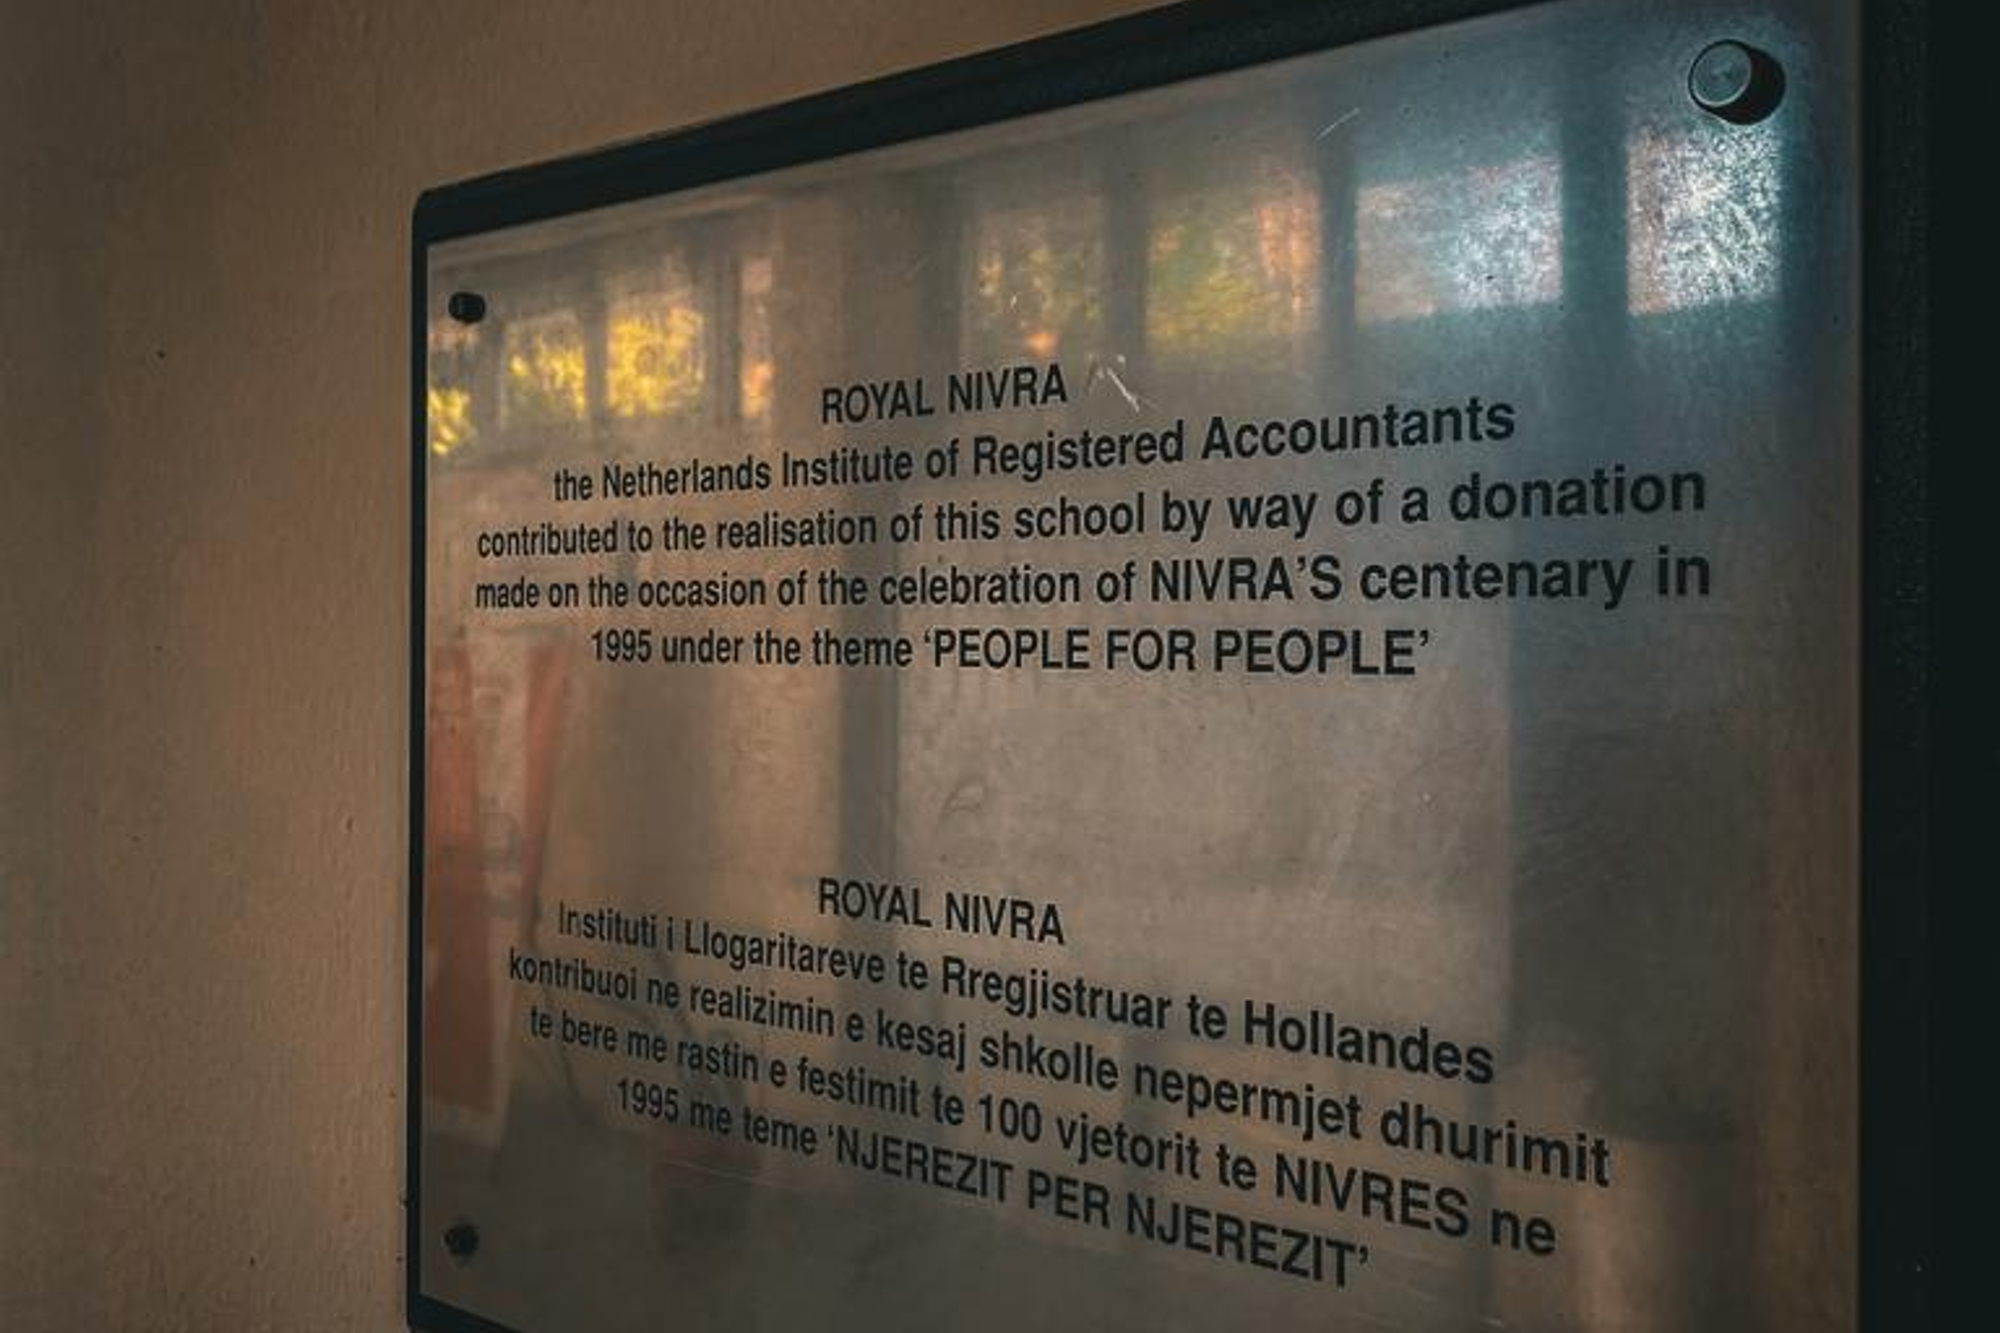 ROYAL NIVRA
the Netherlands Institute of Registered Accountants
contributed to the realisation of this school by way of a donation
made on the occasion of the celebration of NIVRA’S centenary in
1995 under the theme ‘PEOPLE FOR PEOPLE’
ROYAL NIVRA
Instituti i Llogaritareve te Rregjistruar te Hollandes
kontribuoi ne realizimin e kesaj shkolle nepermjet dhurimit
te bere me rastin e festimit te 100 vjetorit te NIVRES ne
1995 me teme ‘NJEREZIT PER NJEREZIT’